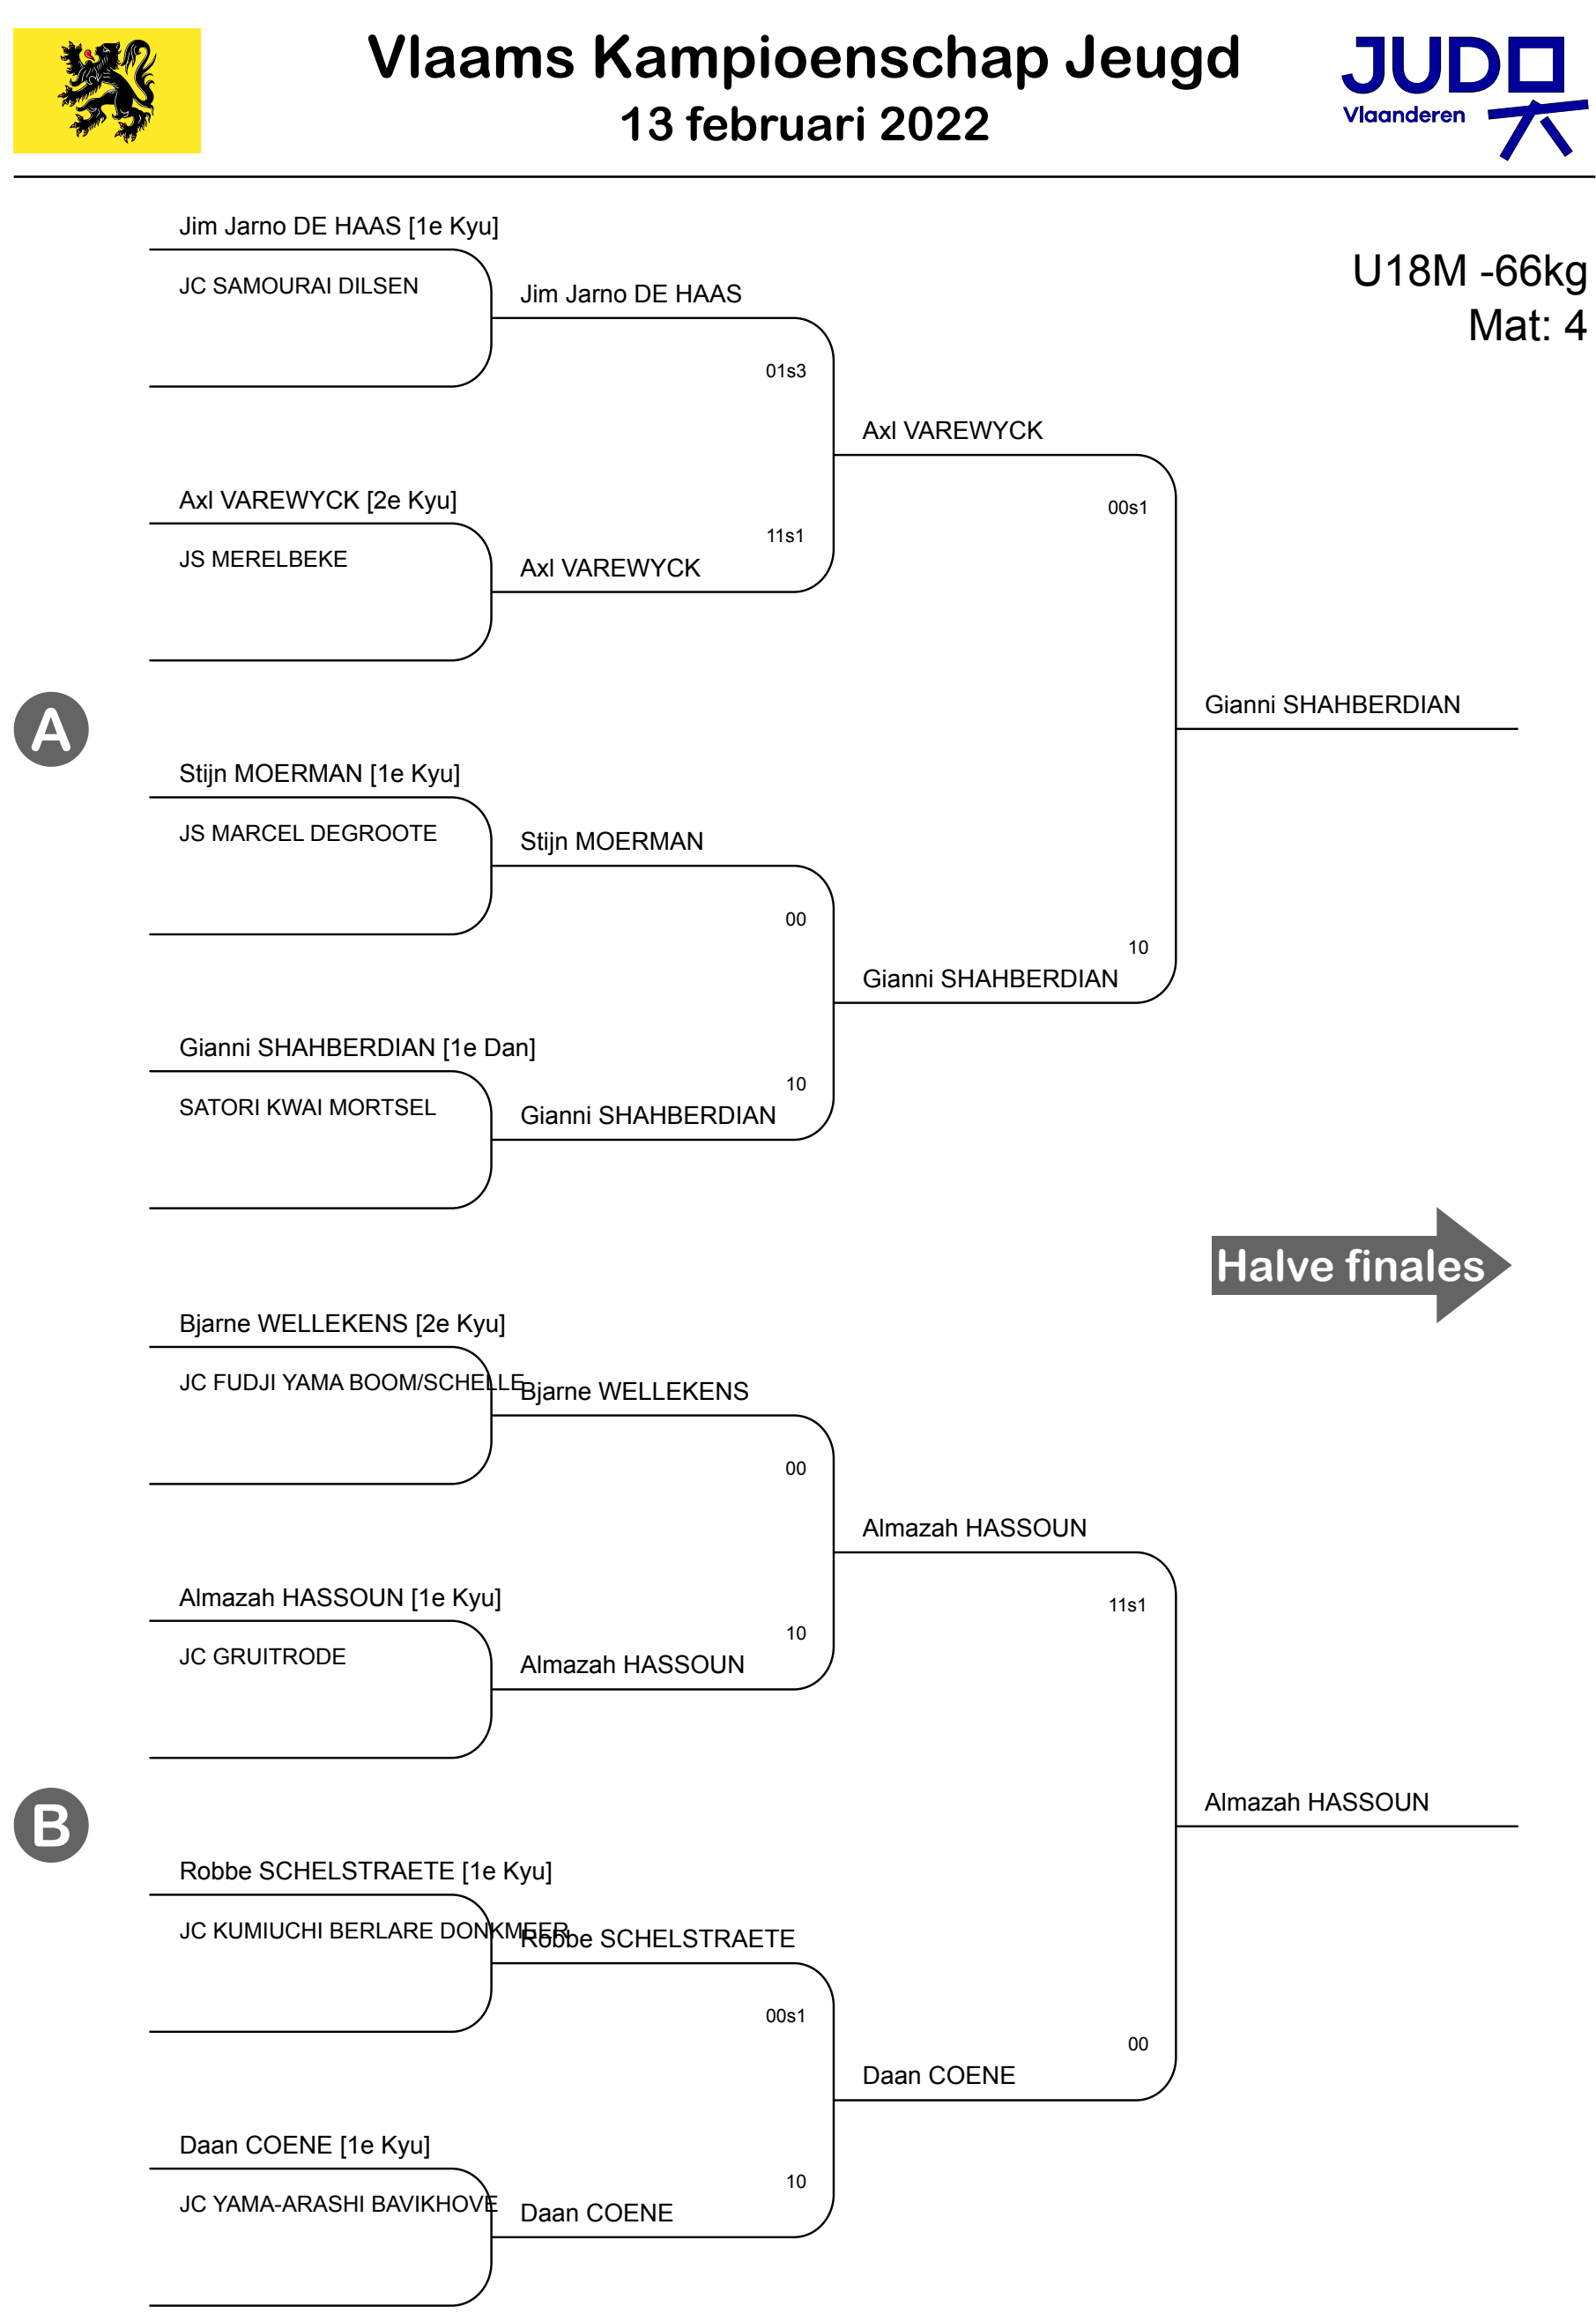 Vlaams Kampioenschap Jeugd
13 februari 2022
JUDO
Vlaanderen
U18M -66kg
Mat: 4
Jim Jarno DE HAAS [1e Kyu]
JC SAMOURAI DILSEN
Jim Jarno DE HAAS
01s3
Axl VAREWYCK
00s1
Axl VAREWYCK [2e Kyu]
JS MERELBEKE
11s1
Axl VAREWYCK
A
Gianni SHAHBERDIAN
Stijn MOERMAN [1e Kyu]
JS MARCEL DEGROOTE
Stijn MOERMAN
00
10
Gianni SHAHBERDIAN
Gianni SHAHBERDIAN [1e Dan]
SATORI KWAI MORTSEL
10
Gianni SHAHBERDIAN
Halve finales
Bjarne WELLEKENS [2e Kyu]
JC FUDJI YAMA BOOM/SCHELLE
Bjarne WELLEKENS
00
Almazah HASSOUN
11s1
Almazah HASSOUN [1e Kyu]
JC GRUITRODE
10
Almazah HASSOUN
B
Almazah HASSOUN
Robbe SCHELSTRAETE [1e Kyu]
JC KUMIUCHI BERLARE DONKMEER
Robbe SCHELSTRAETE
00s1
00
Daan COENE
Daan COENE [1e Kyu]
JC YAMA-ARASHI BAVIKHOVE
10
Daan COENE